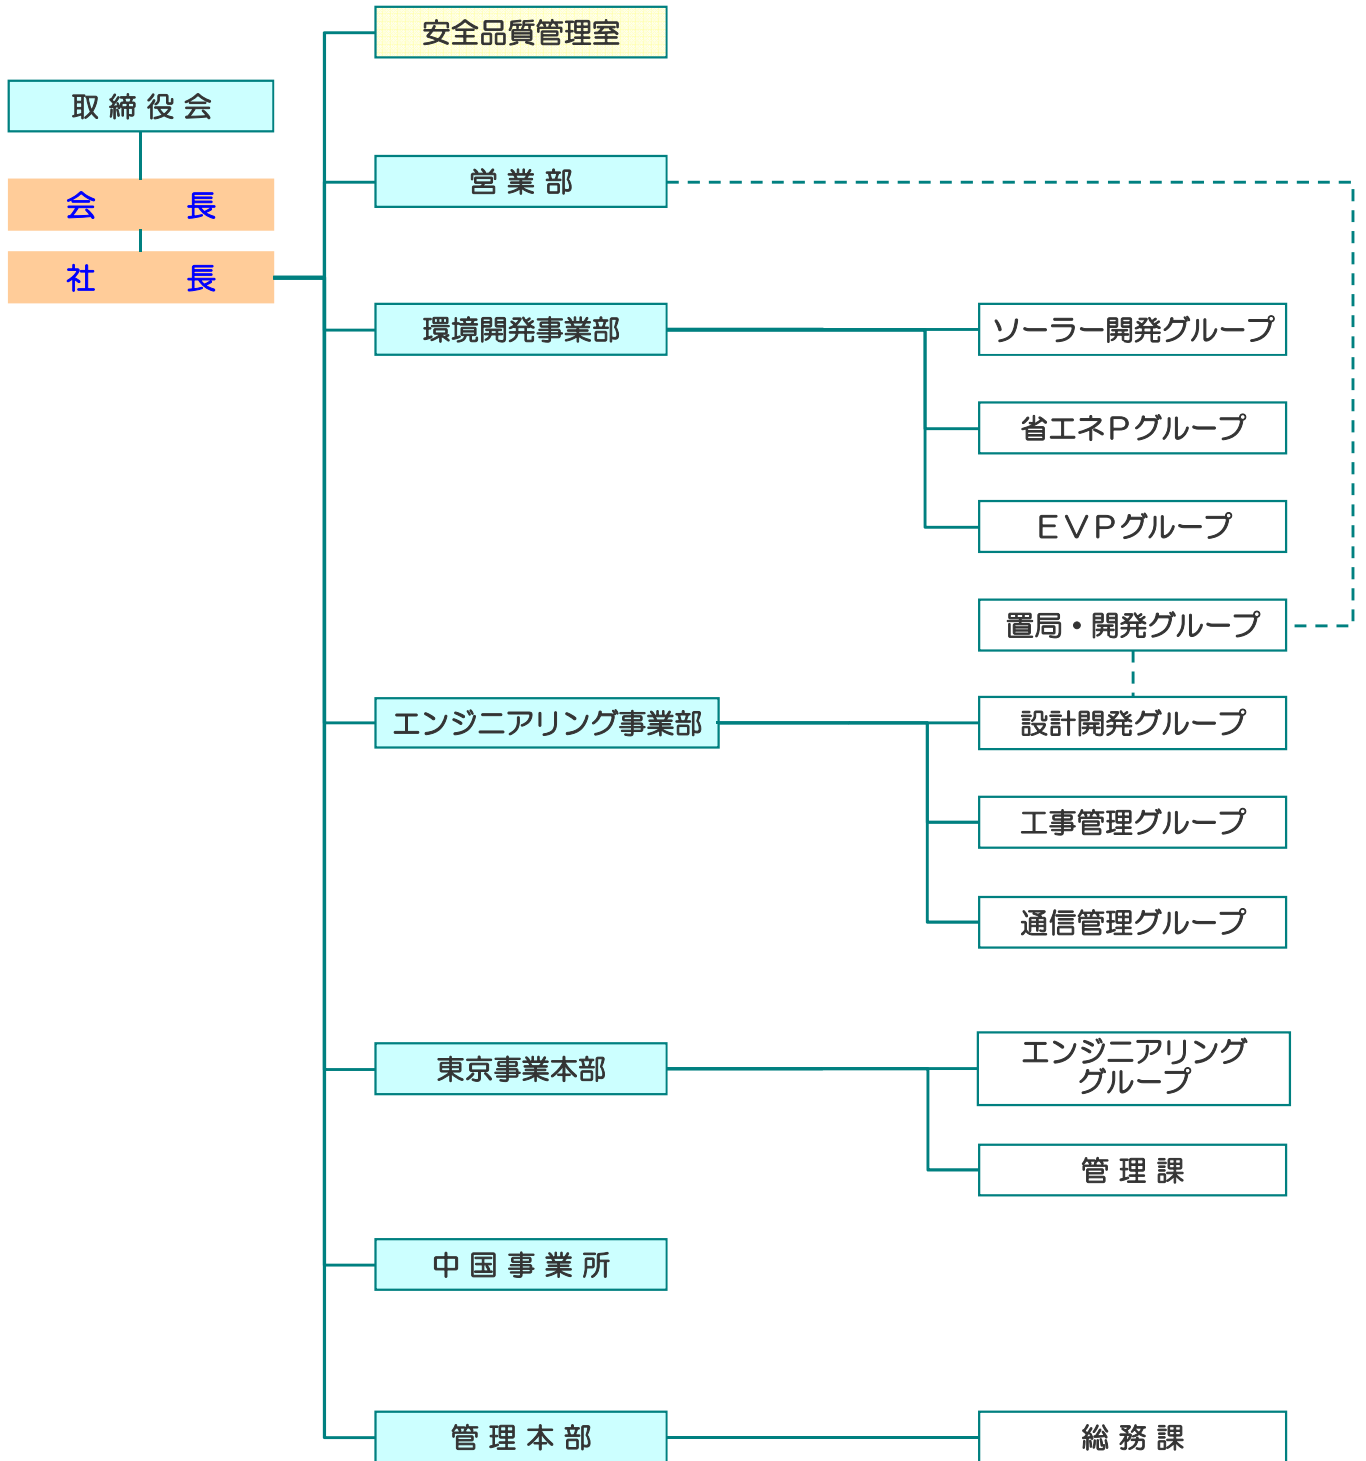 安全品質管理室
取締役会
会長
社長
営業部
環境開発事業部
ソーラー開発グループ
省エネＰグループ
ＥＶＰグループ
置局・開発グループ
エンジニアリング事業部
設計開発グループ
工事管理グループ
通信管理グループ
東京事業本部
エンジニアリング
グループ
管理課
中国事業所
管理本部
総務課